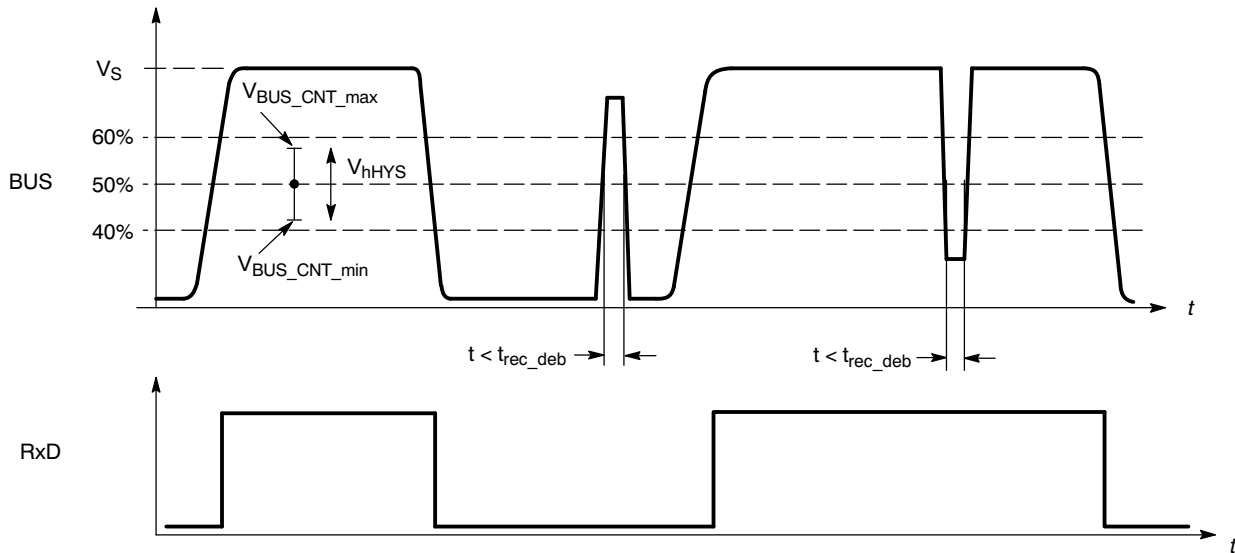 V_S
V_BUS_CNT_max
60%
V_hHYS
BUS
50%
40%
V_BUS_CNT_min
t
t < t_rec_deb
t < t_rec_deb
RxD
t